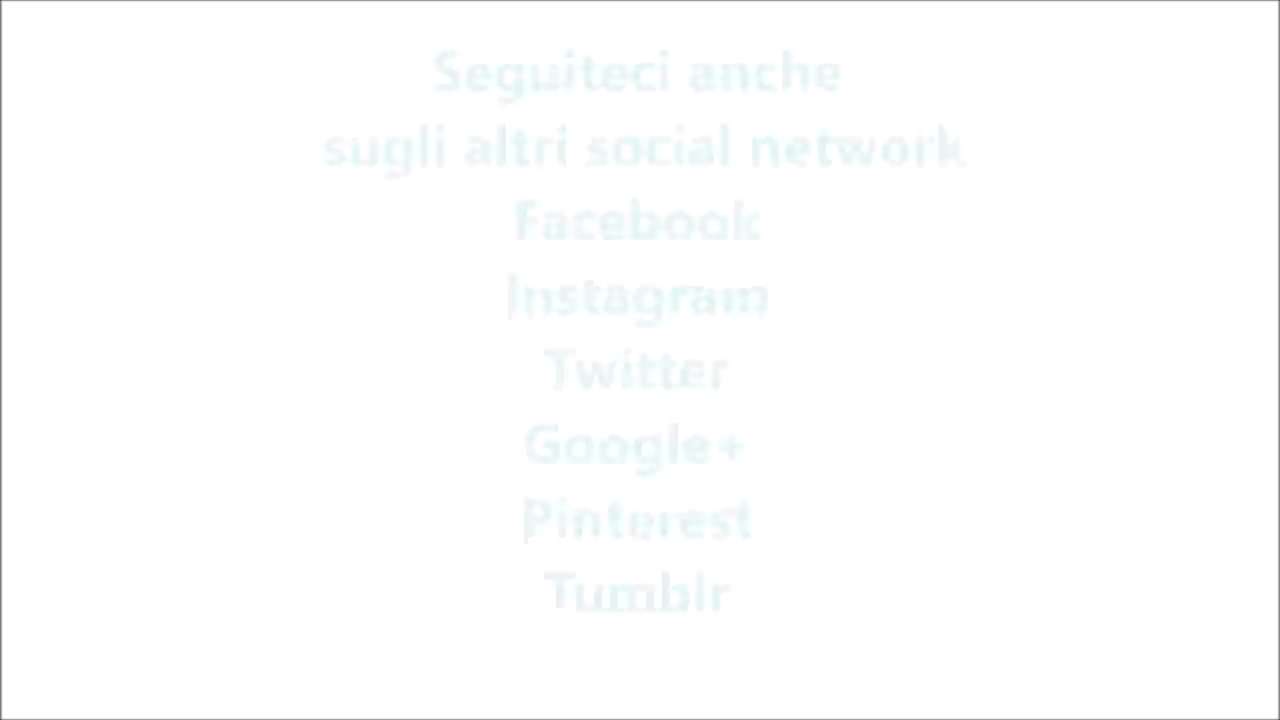 Seguiteci anche
sugli altri social network
Facebook
Instagram
Twitter
Google+
Pinterest
Tumblr